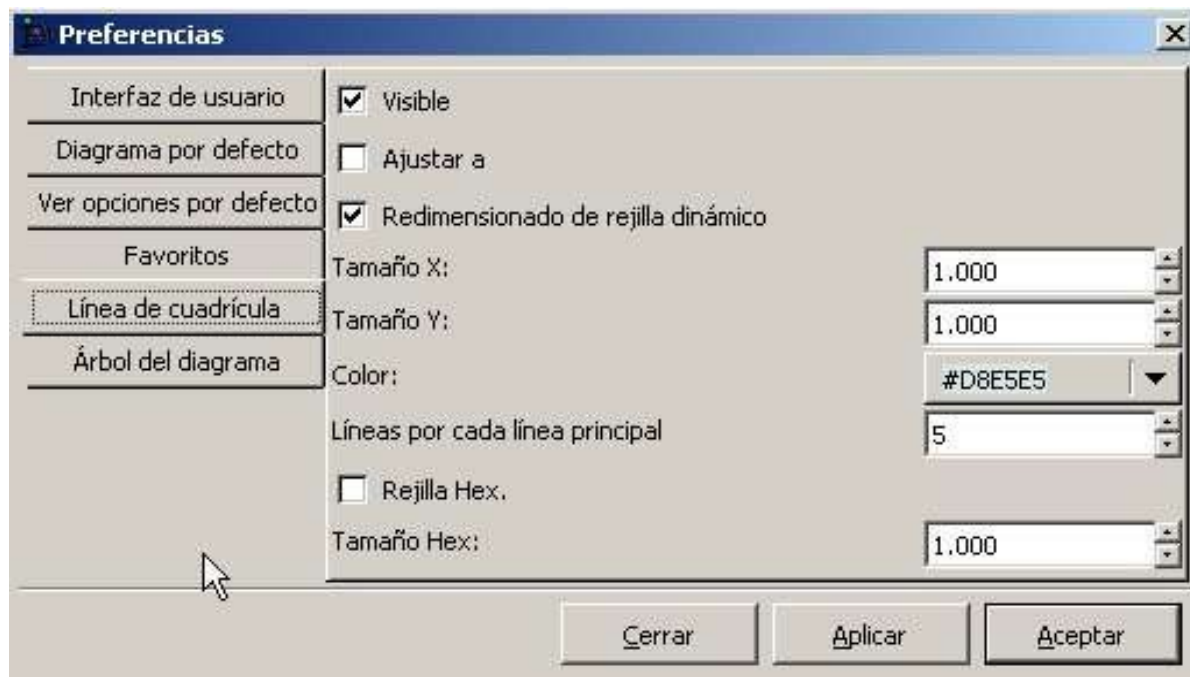 Preferencias
Interfaz de usuario
Diagrama por defecto
Ver opciones por defecto
Favoritos
Línea de cuadrícula
Árbol del diagrama
Visible
Ajustar a
Redimensionado de rejilla dinámico
Tamaño X: 1.000
Tamaño Y: 1.000
Color: #D8E5E5
Líneas por cada línea principal 5
Rejilla Hex.
Tamaño Hex: 1.000
Cerrar Aplicar Aceptar